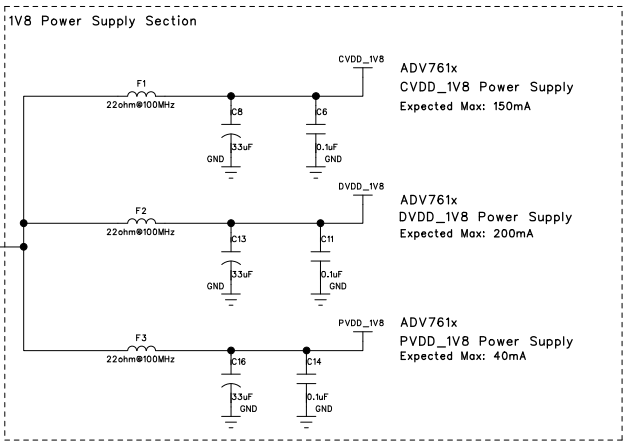 1V8 Power Supply Section
CVDD_1V8
ADV761x
CVDD_1V8 Power Supply
Expected Max: 150mA
F1
22ohm@100MHz
C8
33uF
GND
C6
0.1uF
GND
DVDD_1V8
ADV761x
DVDD_1V8 Power Supply
Expected Max: 200mA
F2
22ohm@100MHz
C13
33uF
GND
C11
0.1uF
GND
PVDD_1V8
ADV761x
PVDD_1V8 Power Supply
Expected Max: 40mA
F3
22ohm@100MHz
C16
33uF
GND
C14
0.1uF
GND